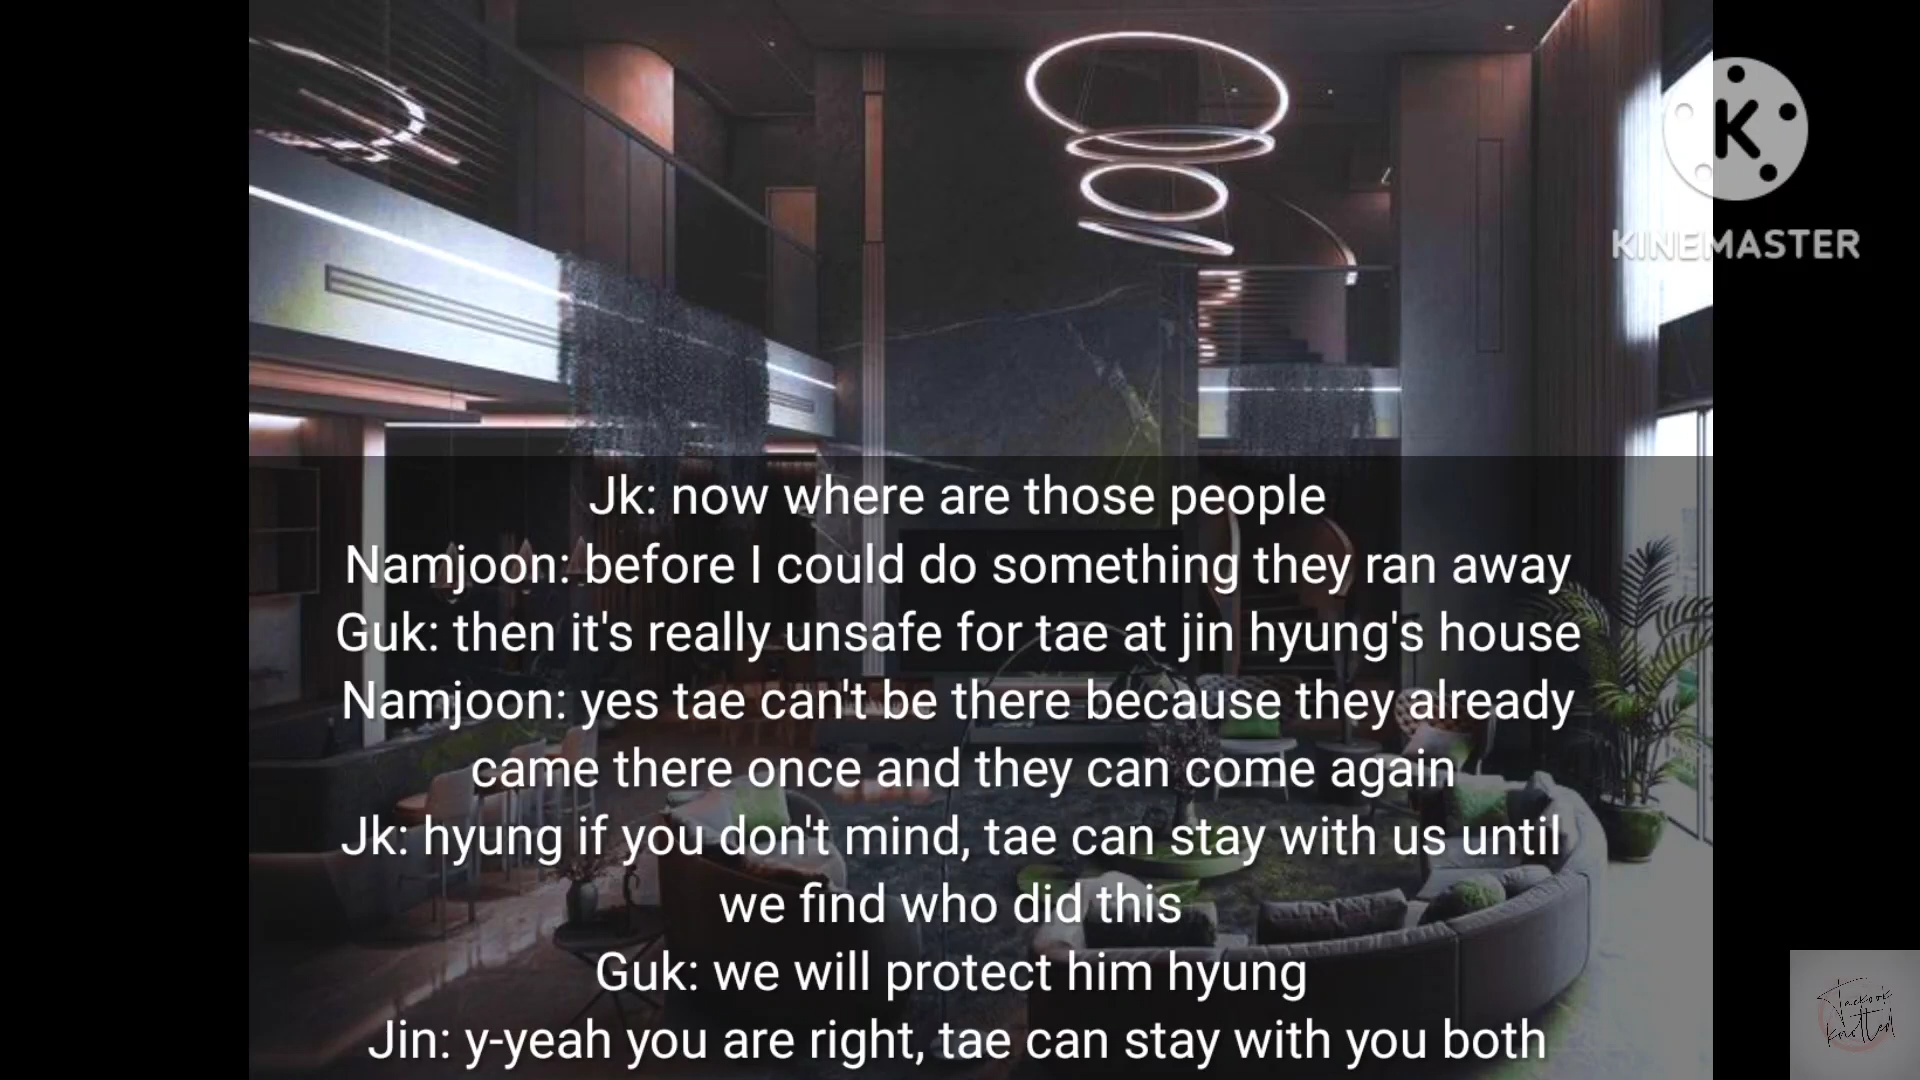 K
KINEMASTER
Jk: now where are those people
Namjoon: before I could do something they ran away
Guk: then it's really unsafe for tae at jin hyung's house
Namjoon: yes tae can't be there because they already
came there once and they can come again
Jk: hyung if you don't mind, tae can stay with us until
we find who did this
Guk: we will protect him hyung
Jin: y-yeah you are right, tae can stay with you both
Taekook
knotted